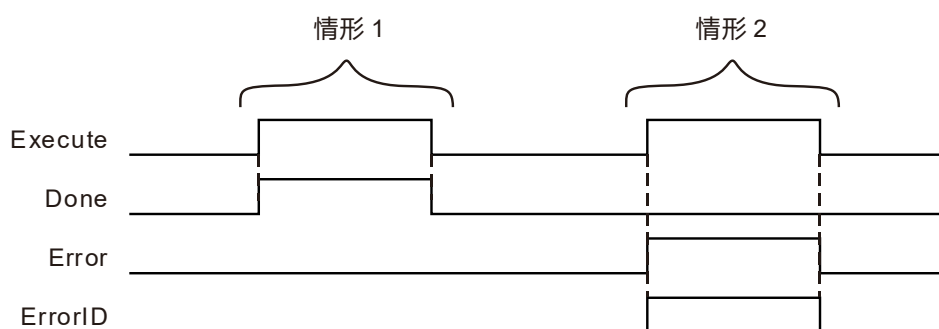 情形 1
情形 2
Execute
Done
Error
ErrorID